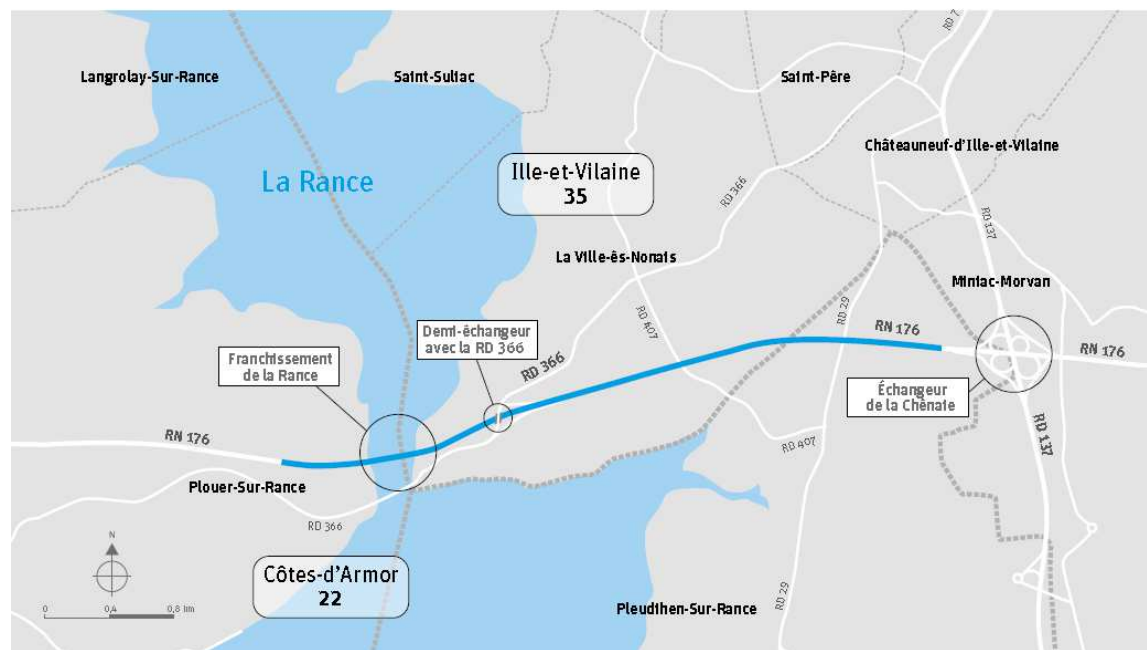 RD 7
Langrolay-Sur-Rance
Saint-Suliac
Saint-Père
Châteauneuf-d'Ille-et-Vilaine
La Rance
Ille-et-Vilaine
35
RD 366
RD 137
La Ville-ès-Nonais
Miniac-Morvan
RD 29
RD 407
Demi-échangeur
avec la RD 366
RN 176
Franchissement
de la Rance
RD 366
RN 176
Échangeur
de la Chênaie
RN 176
RD 407
RD 137
Plouer-Sur-Rance
RD 366
N
Côtes-d'Armor
22
0 0,4 0,8 km
Pleudihen-Sur-Rance
RD 29